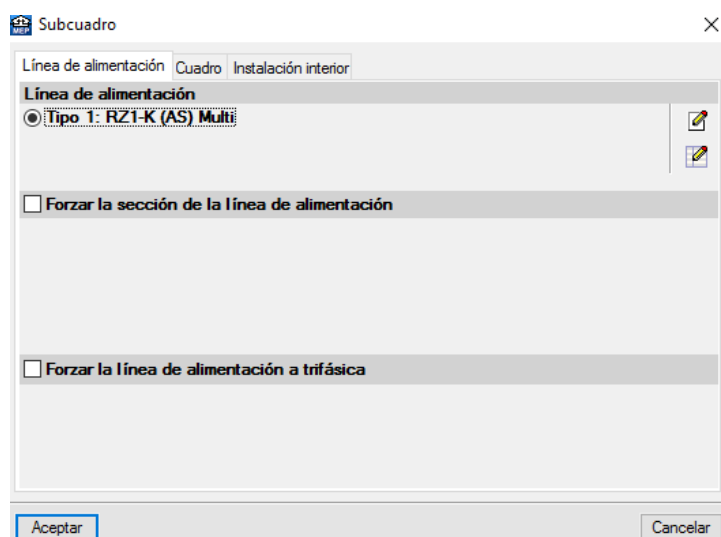 MEP Subcuadro
Línea de alimentación Cuadro Instalación interior
Línea de alimentación
Tipo 1: RZ1-K (AS) Multi
Forzar la sección de la línea de alimentación
Forzar la línea de alimentación a trifásica
Aceptar Cancelar